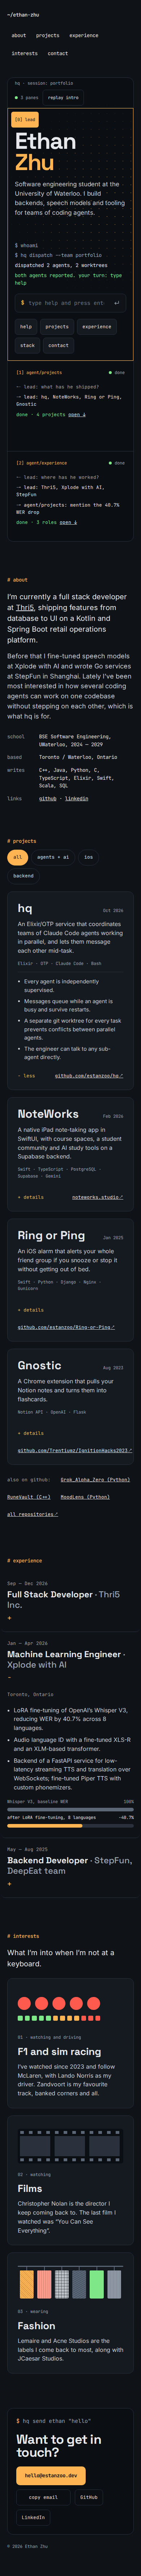 ~/ethan-zhu
about projects experience
interests contact
hq · session: portfolio
3 panes replay intro
[0] lead
Ethan
Zhu
Software engineering student at the
University of Waterloo. I build
backends, speech models and tooling
for teams of coding agents.
$ whoami
$ hq dispatch --team portfolio
dispatched 2 agents, 2 worktrees
both agents reported. your turn: type
help
$ type help and press ent ↵
help projects experience
stack contact
[1] agent/projects done
← lead: what has he shipped?
→ lead: hq, NoteWorks, Ring or Ping,
Gnostic
done · 4 projects open ↓
[2] agent/experience done
← lead: where has he worked?
→ lead: Thri5, Xplode with AI,
StepFun
→ agent/projects: mention the 40.7%
WER drop
done · 3 roles open ↓
# about
I'm currently a full stack developer
at Thri5, shipping features from
database to UI on a Kotlin and
Spring Boot retail operations
platform.
Before that I fine-tuned speech models
at Xplode with AI and wrote Go services
at StepFun in Shanghai. Lately I've been
most interested in how several coding
agents can work on one codebase
without stepping on each other, which is
what hq is for.
school BSE Software Engineering,
UWaterloo, 2024 – 2029
based Toronto / Waterloo, Ontario
writes C++, Java, Python, C,
TypeScript, Elixir, Swift,
Scala, SQL
links github · linkedin
# projects
all agents + ai ios
backend
hq Oct 2026
An Elixir/OTP service that coordinates
teams of Claude Code agents working
in parallel, and lets them message
each other mid-task.
Elixir · OTP · Claude Code · Bash
Every agent is independently
supervised.
Messages queue while an agent is
busy and survive restarts.
A separate git worktree for every task
prevents conflicts between parallel
agents.
The engineer can talk to any sub-
agent directly.
- less github.com/estanzoo/hq↗
NoteWorks Feb 2026
A native iPad note-taking app in
SwiftUI, with course spaces, a student
community and AI study tools on a
Supabase backend.
Swift · TypeScript · PostgreSQL ·
Supabase · Gemini
+ details noteworks.studio↗
Ring or Ping Jan 2025
An iOS alarm that alerts your whole
friend group if you snooze or stop it
without getting out of bed.
Swift · Python · Django · Nginx ·
Gunicorn
+ details
github.com/estanzoo/Ring-or-Ping↗
Gnostic Aug 2023
A Chrome extension that pulls your
Notion notes and turns them into
flashcards.
Notion API · OpenAI · Flask
+ details
github.com/Trentium2/IgnitionHacks2023↗
also on github: Grok_Alpha_Zero (Python)
RuneVault (C++) Moodlens (Python)
all repositories↗
# experience
Sep – Dec 2026
Full Stack Developer · Thri5
Inc.
+
Jan – Apr 2026
Machine Learning Engineer ·
Xplode with AI
-
Toronto, Ontario
LoRA fine-tuning of OpenAI's Whisper V3,
reducing WER by 40.7% across 8
languages.
Audio language ID with a fine-tuned XLS-R
and an XLM-based transformer.
Backend of a FastAPI service for low-
latency streaming TTS and translation over
WebSockets; fine-tuned Piper TTS with
custom phonemizers.
Whisper V3, baseline WER 100%
after LoRA fine-tuning, 8 languages -40.7%
May – Aug 2025
Backend Developer · StepFun,
DeepEat team
+
# interests
What I'm into when I'm not at a
keyboard.
01 · watching and driving
F1 and sim racing
I've watched since 2023 and follow
McLaren, with Lando Norris as my
driver. Zandvoort is my favourite
track, banked corners and all.
02 · watching
Films
Christopher Nolan is the director I
keep coming back to. The last film I
watched was "You Can See
Everything".
03 · wearing
Fashion
Lemaire and Acne Studios are the
labels I come back to most, along with
JCaesar Studios.
$ hq send ethan "hello"
Want to get in
touch?
hello@estanzoo.dev
copy email GitHub
LinkedIn
© 2026 Ethan Zhu